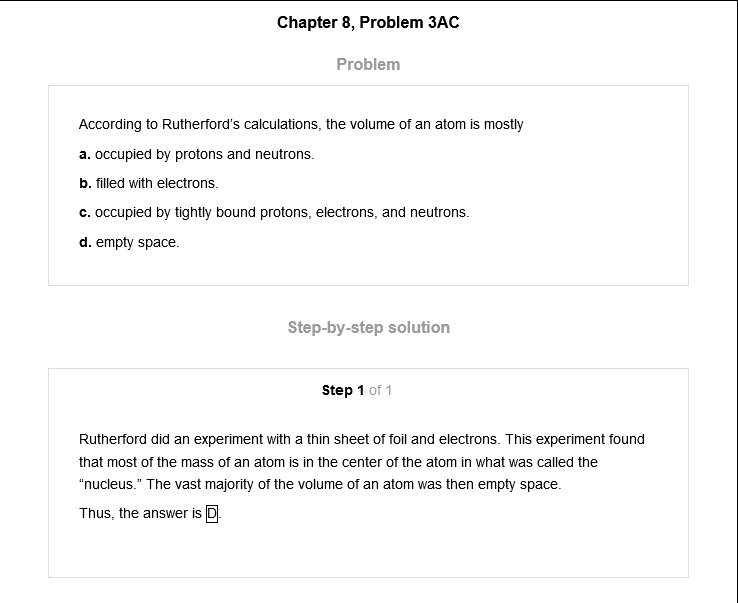 Chapter 8, Problem 3AC
Problem
According to Rutherford's calculations, the volume of an atom is mostly
a. occupied by protons and neutrons.
b. filled with electrons.
c. occupied by tightly bound protons, electrons, and neutrons.
d. empty space.
Step-by-step solution
Step 1 of 1
Rutherford did an experiment with a thin sheet of foil and electrons. This experiment found
that most of the mass of an atom is in the center of the atom in what was called the
“nucleus.” The vast majority of the volume of an atom was then empty space.
Thus, the answer is D.